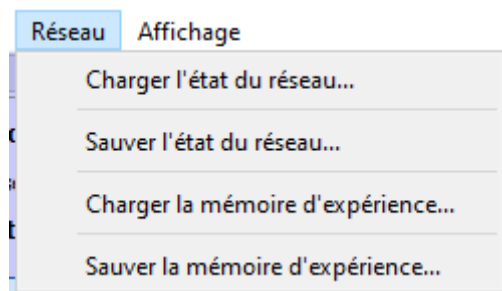 Réseau Affichage
Charger l'état du réseau...
Sauver l'état du réseau...
Charger la mémoire d'expérience...
Sauver la mémoire d'expérience...